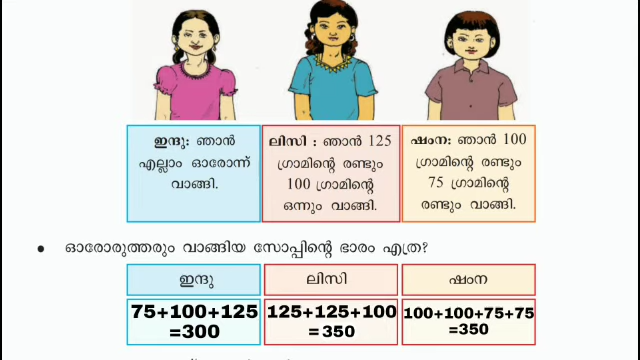 ഇന്ദു: ഞാൻ
എല്ലാം ഓരോന്ന്
വാങ്ങി.
ലിസി : ഞാൻ 125
ഗ്രാമിന്റെ രണ്ടും
100 ഗ്രാമിന്റെ
ഒന്നും വാങ്ങി.
ഷംന: ഞാൻ 100
ഗ്രാമിന്റെ രണ്ടും
75 ഗ്രാമിന്റെ
രണ്ടും വാങ്ങി.
• ഓരോരുത്തരും വാങ്ങിയ സോപ്പിന്റെ ഭാരം എത്ര?
ഇന്ദു ലിസി ഷംന
75+100+125 125+125+100 100+100+75+75
=300 =350 =350